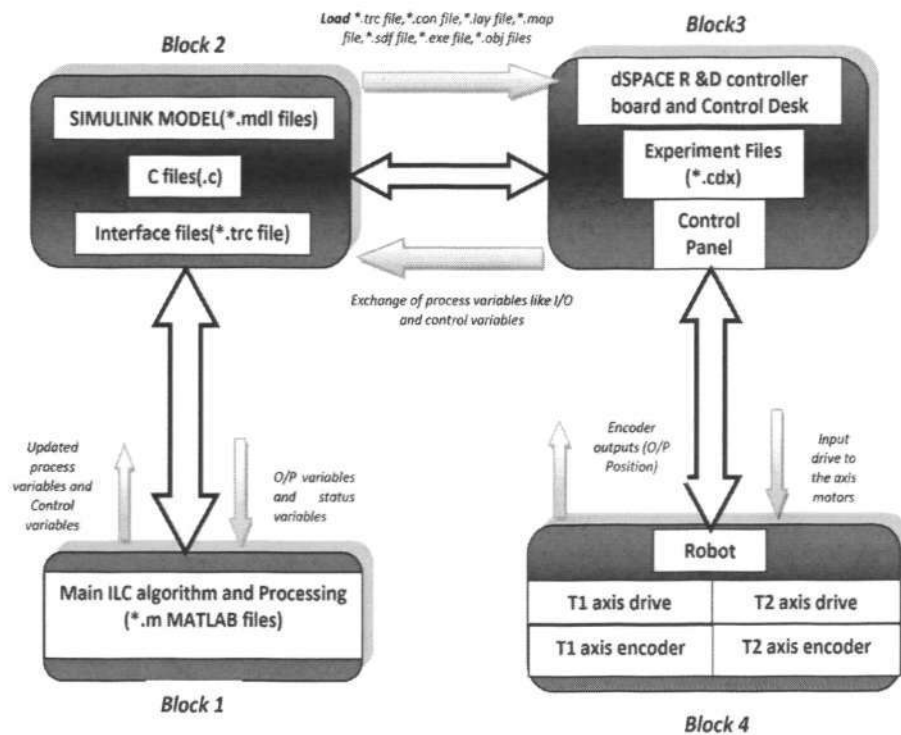 Block 2
Load *.trc file,*.con file,*.lay file,*.map
file,*.sdf file,*.exe file,*.obj files
Block3
SIMULINK MODEL(*.mdl files)
C files(.c)
Interface files(*.trc file)
dSPACE R &D controller
board and Control Desk
Experiment Files
(*.cdx)
Control
Panel
Exchange of process variables like I/O
and control variables
Updated
process
variables and
Control
variables
O/P variables
and status
variables
Encoder
outputs (O/P
Position)
Input
drive to
the axis
motors
Main ILC algorithm and Processing
(*.m MATLAB files)
Block 1
Robot
T1 axis drive
T2 axis drive
T1 axis encoder
T2 axis encoder
Block 4